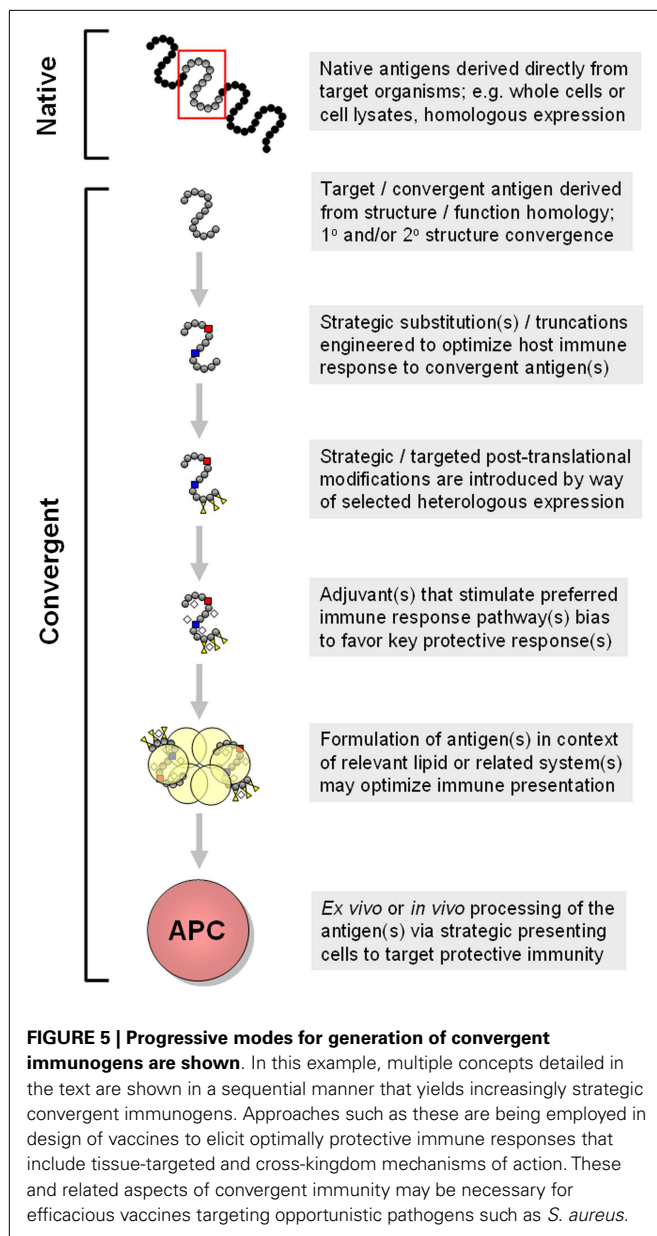 Native
Native antigens derived directly from
target organisms; e.g. whole cells or
cell lysates, homologous expression
Convergent
Target / convergent antigen derived
from structure / function homology;
1º and/or 2º structure convergence
Strategic substitution(s) / truncations
engineered to optimize host immune
response to convergent antigen(s)
Strategic / targeted post-translational
modifications are introduced by way
of selected heterologous expression
Adjuvant(s) that stimulate preferred
immune response pathway(s) bias
to favor key protective response(s)
Formulation of antigen(s) in context
of relevant lipid or related system(s)
may optimize immune presentation
APC
Ex vivo or in vivo processing of the
antigen(s) via strategic presenting
cells to target protective immunity
FIGURE 5 | Progressive modes for generation of convergent
immunogens are shown. In this example, multiple concepts detailed in
the text are shown in a sequential manner that yields increasingly strategic
convergent immunogens. Approaches such as these are being employed in
design of vaccines to elicit optimally protective immune responses that
include tissue-targeted and cross-kingdom mechanisms of action. These
and related aspects of convergent immunity may be necessary for
efficacious vaccines targeting opportunistic pathogens such as S. aureus.